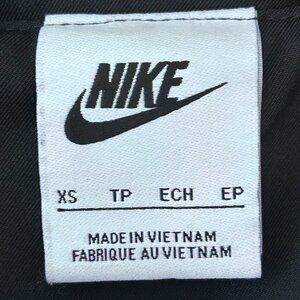 NIKE
XS TP ECH EP
MADE IN VIETNAM
FABRIQUE AU VIETNAM